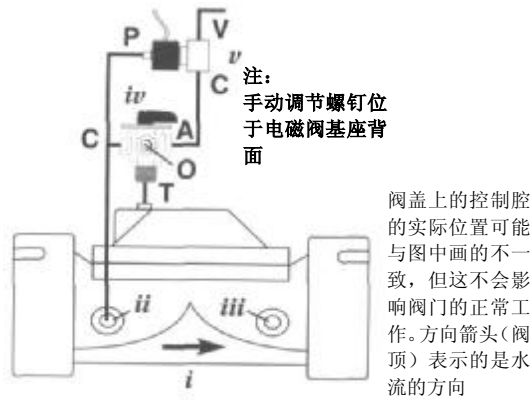 V
P
v
C
注：
手动调节螺钉位
于电磁阀基座背
面
iv
C
A
O
T
阀盖上的控制腔
的实际位置可能
与图中画的不一
致，但这不会影
响阀门的正常工
作。方向箭头（阀
顶）表示的是水
流的方向
ii
iii
i